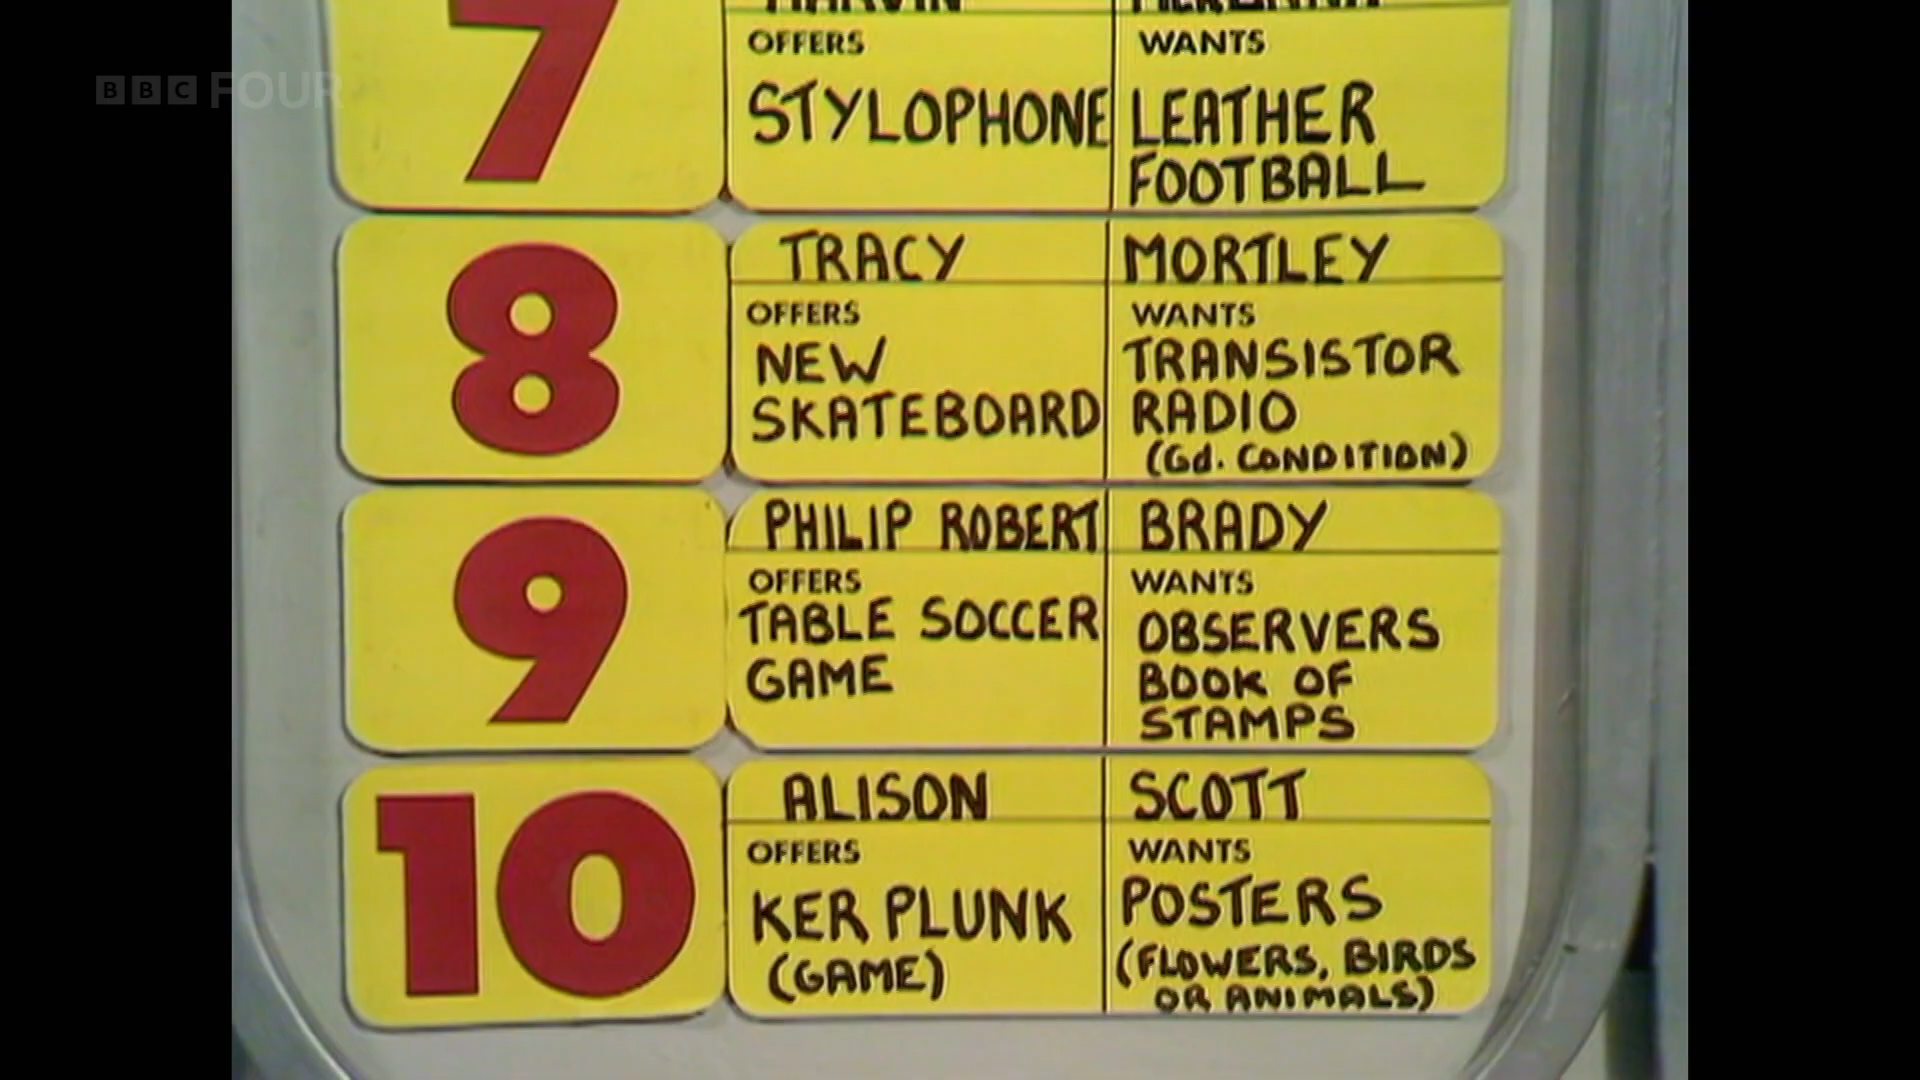 7
OFFERS WANTS
STYLOPHONE LEATHER
FOOTBALL
BBC FOUR
8
TRACY MORTLEY
OFFERS WANTS
NEW TRANSISTOR
SKATEBOARD RADIO
(Gd. CONDITION)
9
PHILIP ROBERT BRADY
OFFERS WANTS
TABLE SOCCER OBSERVERS
GAME BOOK OF
STAMPS
10
ALISON SCOTT
OFFERS WANTS
KER PLUNK POSTERS
(GAME) (FLOWERS, BIRDS
OR ANIMALS)